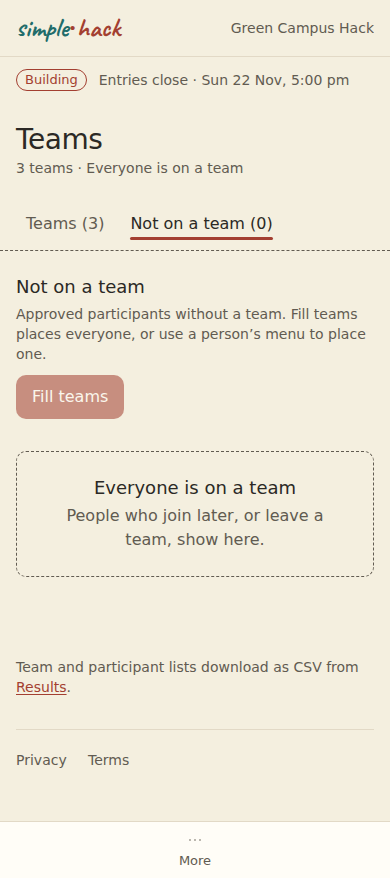 simple·hack
Green Campus Hack
Building
Entries close · Sun 22 Nov, 5:00 pm
Teams
3 teams · Everyone is on a team
Teams (3)
Not on a team (0)
Not on a team
Approved participants without a team. Fill teams
places everyone, or use a person’s menu to place
one.
Fill teams
Everyone is on a team
People who join later, or leave a
team, show here.
Team and participant lists download as CSV from
Results.
Privacy
Terms
...
More